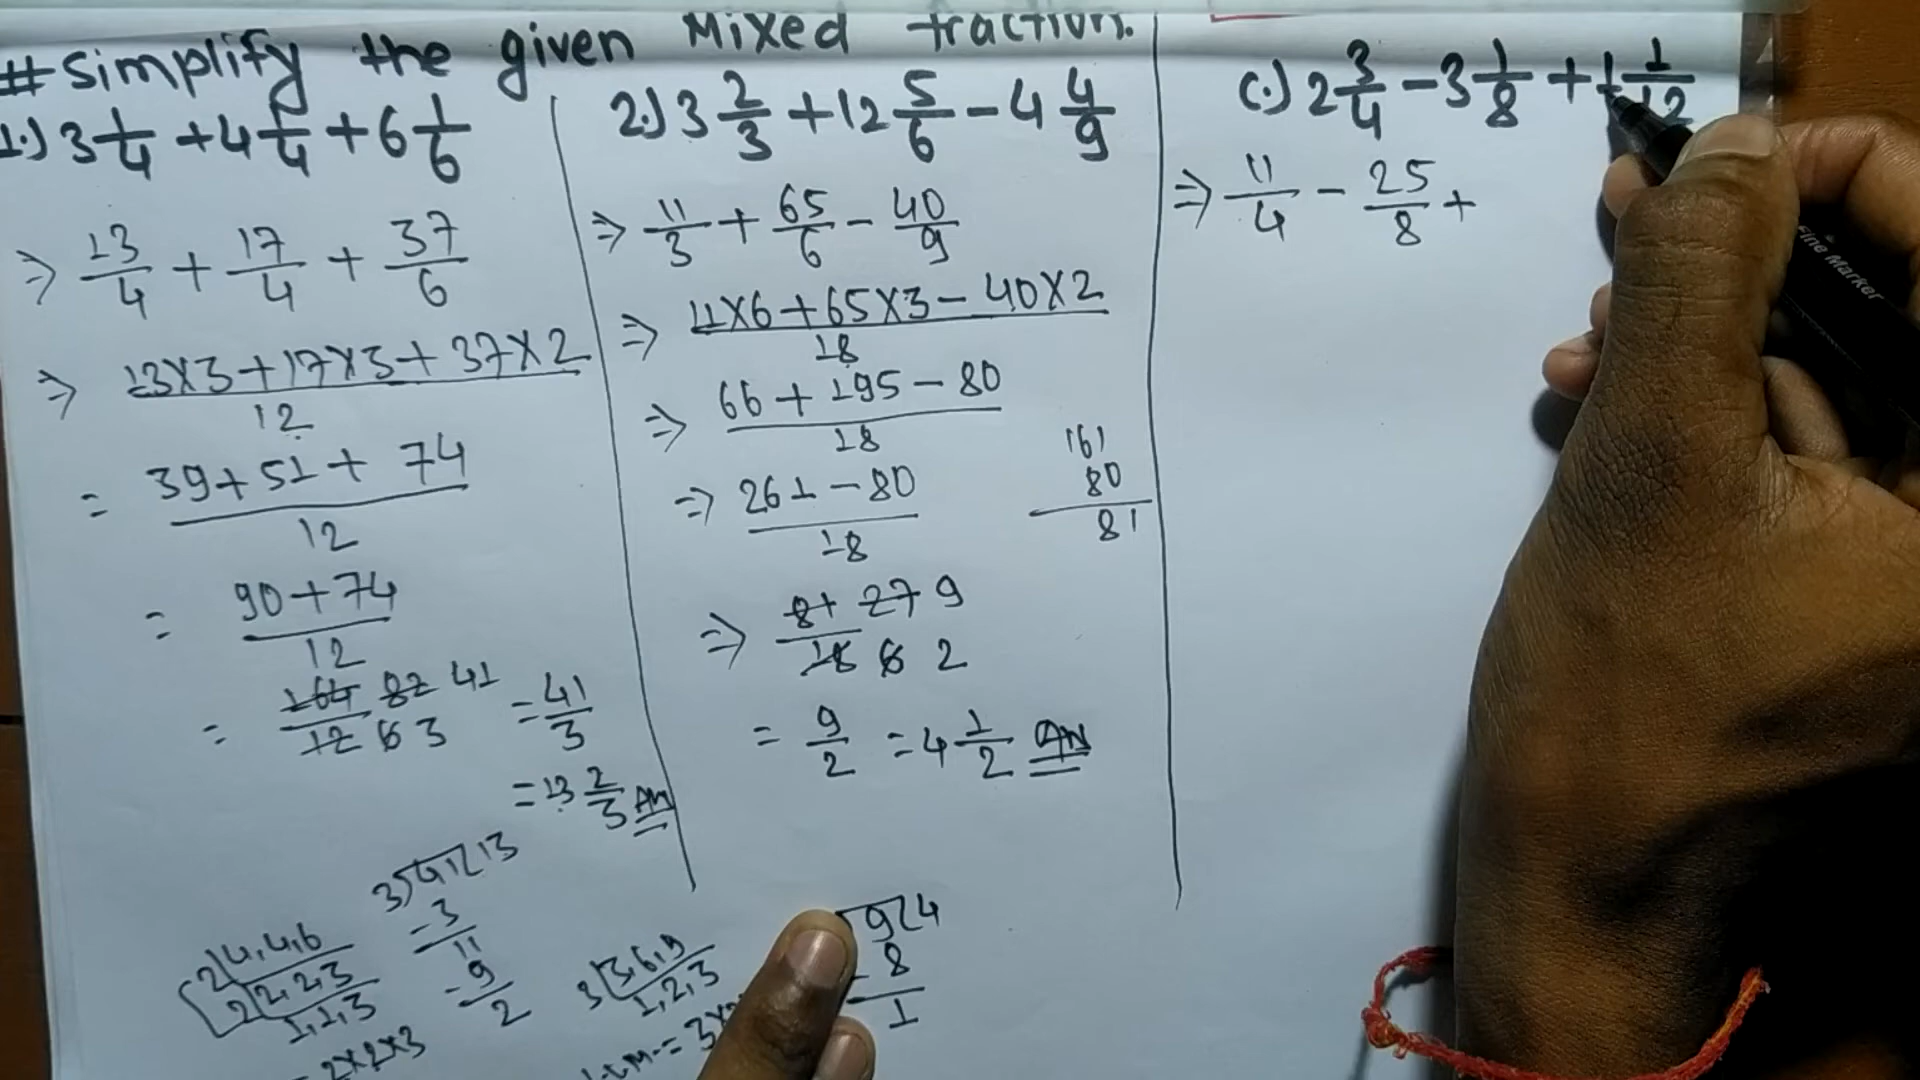 #simplify the given Mixed fraction.
1.) 3 1/4 + 4 1/4 + 6 1/6
⇒ 13/4 + 17/4 + 37/6
⇒ 13×3+17×3+37×2 / 12
= 39+51+74 / 12
= 90+74 / 12
= 164 82 41 / 12 6 3 = 41/3
= 13 2/3 An
3)41(13
-3
11
-9
2
2 4,4,6
2 2,2,3
1,1,3
= 2×2×3
2.) 3 2/3 + 12 5/6 - 4 4/9
⇒ 11/3 + 65/6 - 40/9
⇒ 11×6+65×3-40×2 / 18
⇒ 66+195-80 / 18
⇒ 261-80 / 18
161
80
81
⇒ 81 27 9 / 18 6 2
= 9/2 = 4 1/2 An
3 3,6,9
1,2,3
= 3×
9(4
-8
1
C.) 2 3/4 - 3 1/8 + 1 1/12
⇒ 11/4 - 25/8 +